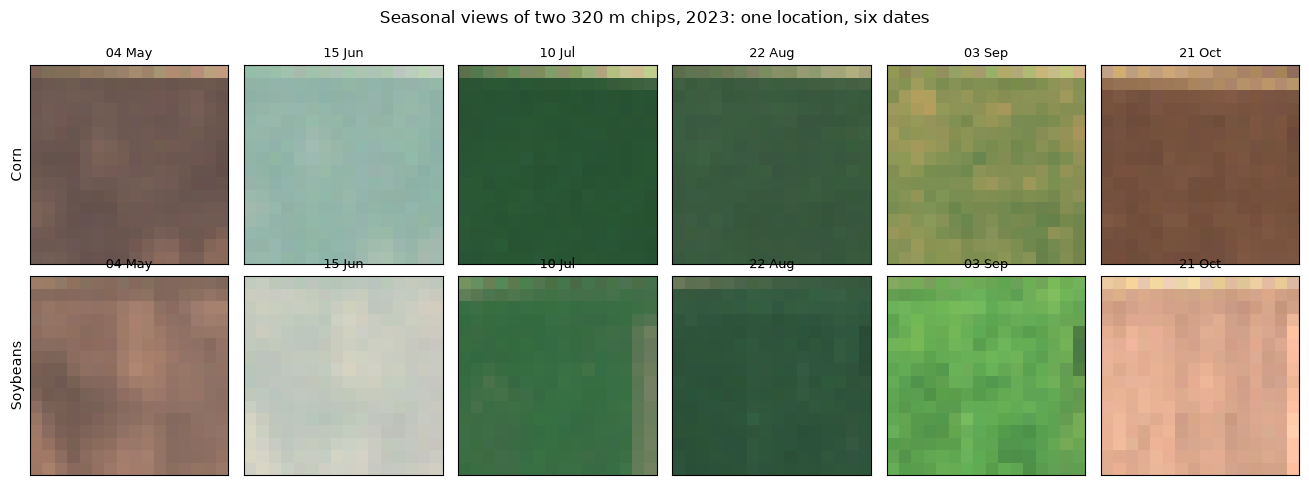 Seasonal views of two 320 m chips, 2023: one location, six dates
04 May 15 Jun 10 Jul 22 Aug 03 Sep 21 Oct
Corn
04 May 15 Jun 10 Jul 22 Aug 03 Sep 21 Oct
Soybeans